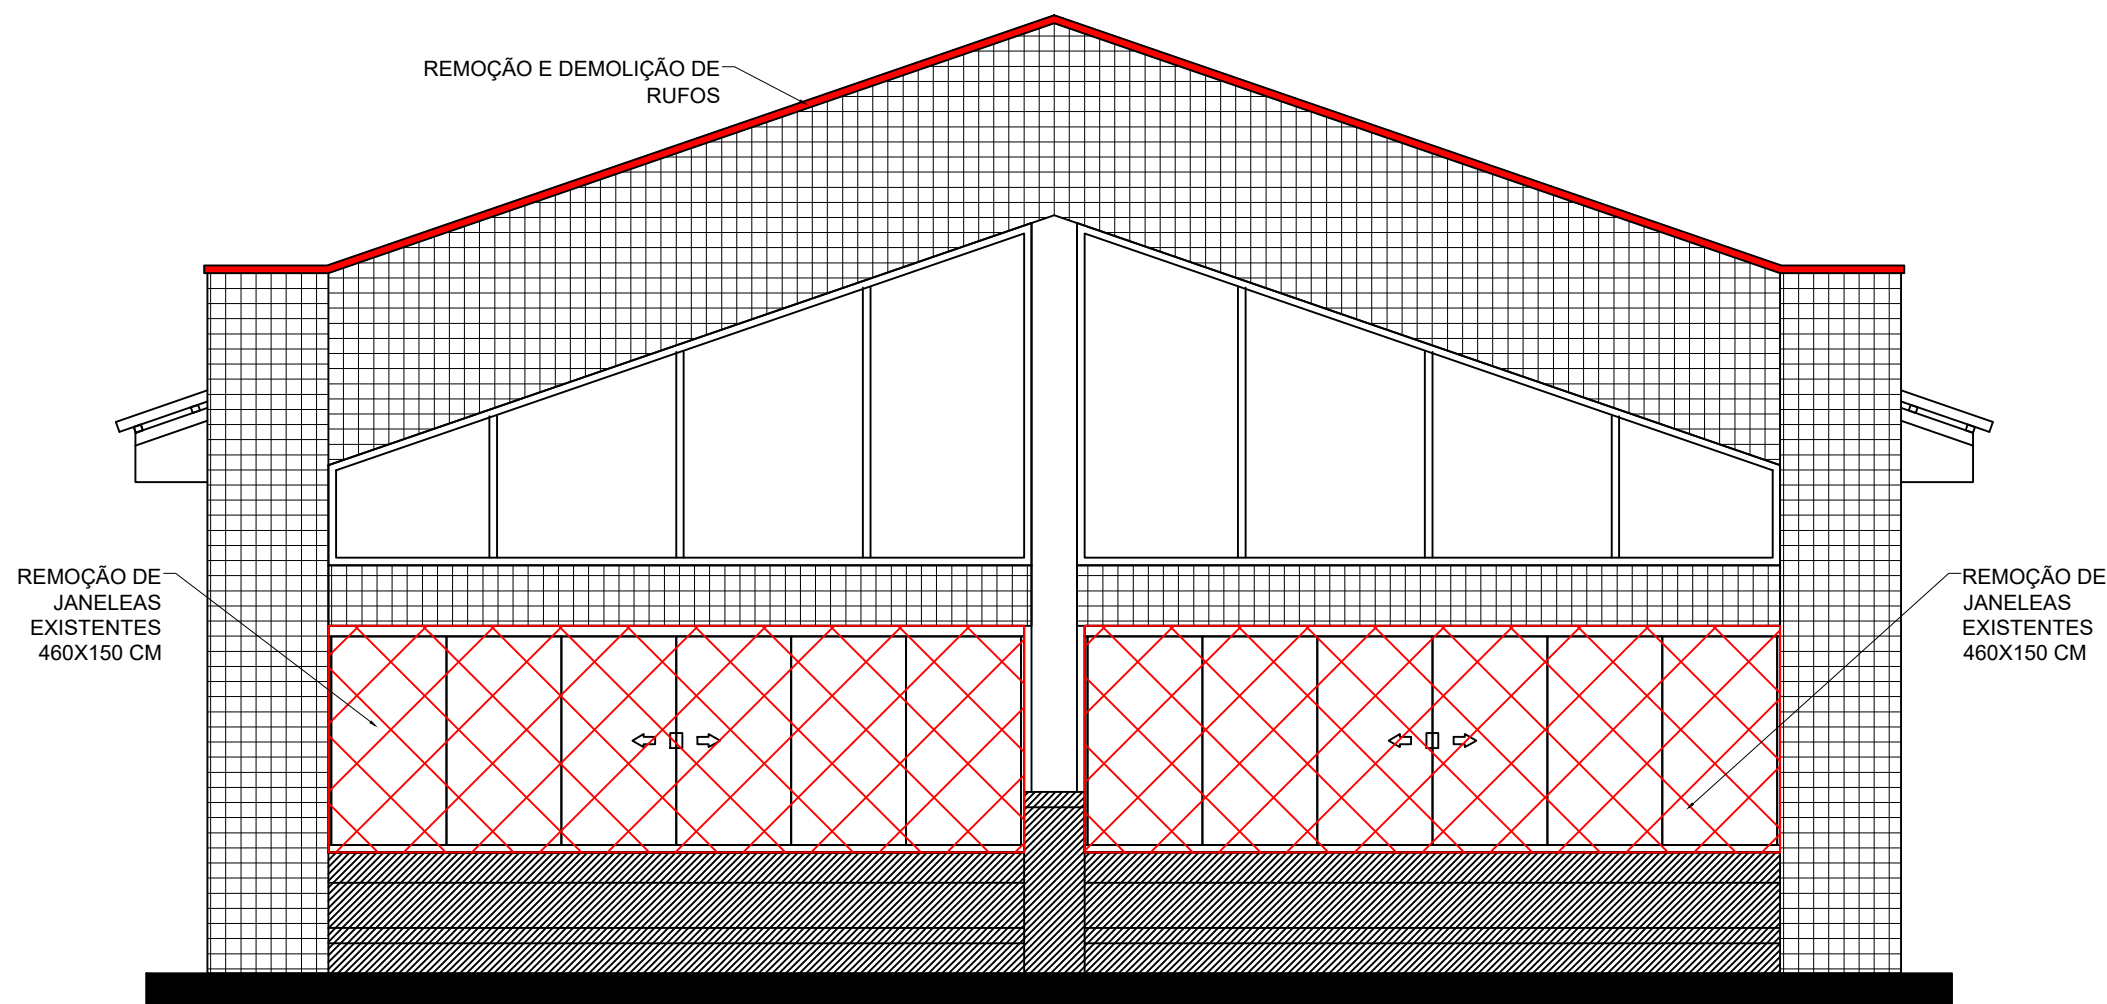 REMOÇÃO E DEMOLIÇÃO DE
RUFOS
REMOÇÃO DE
JANELEAS
EXISTENTES
460X150 CM
REMOÇÃO DE
JANELEAS
EXISTENTES
460X150 CM